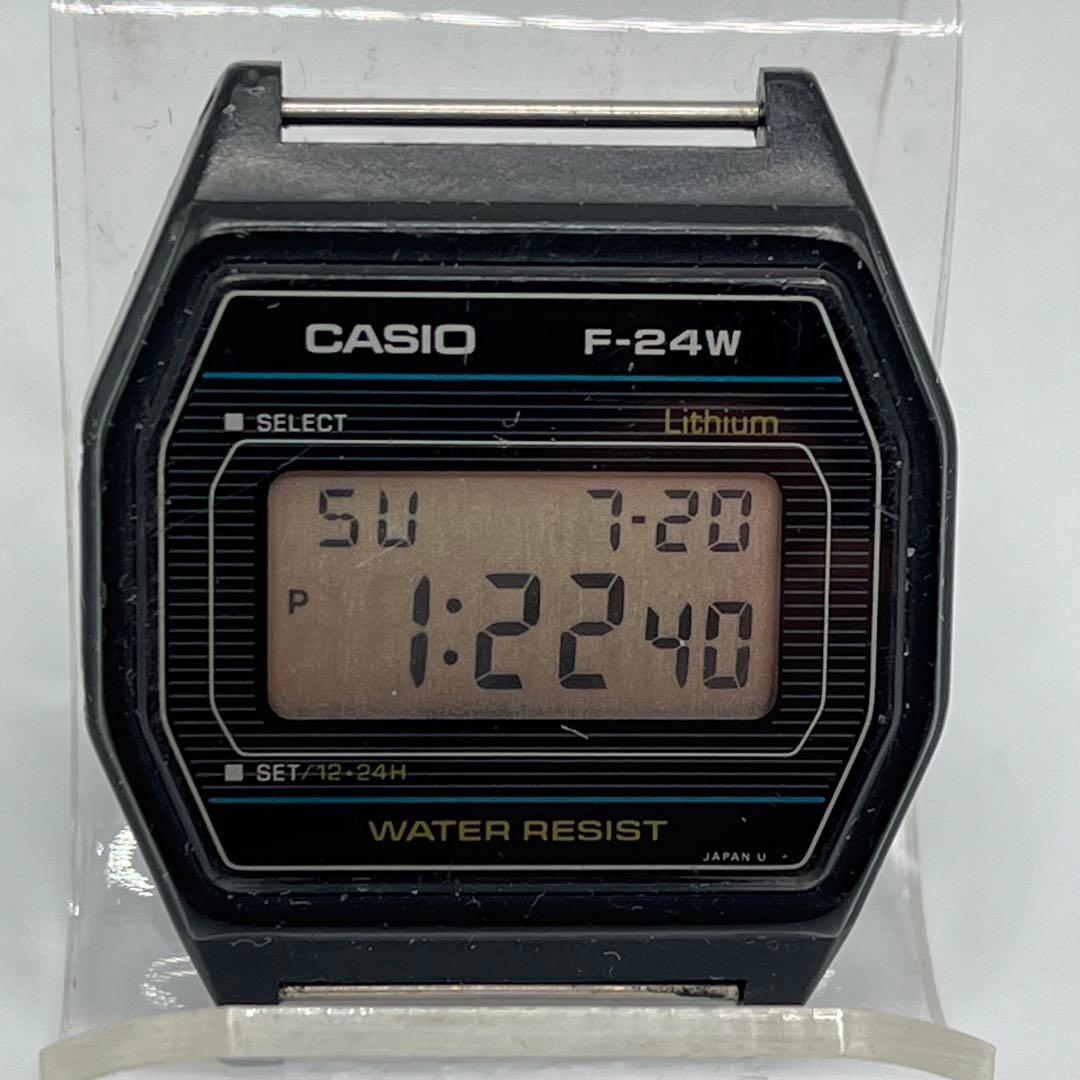 CASIO F-24W
SELECT Lithium
SU 7-20
P 1:22 40
SET/12•24H
WATER RESIST
JAPAN U